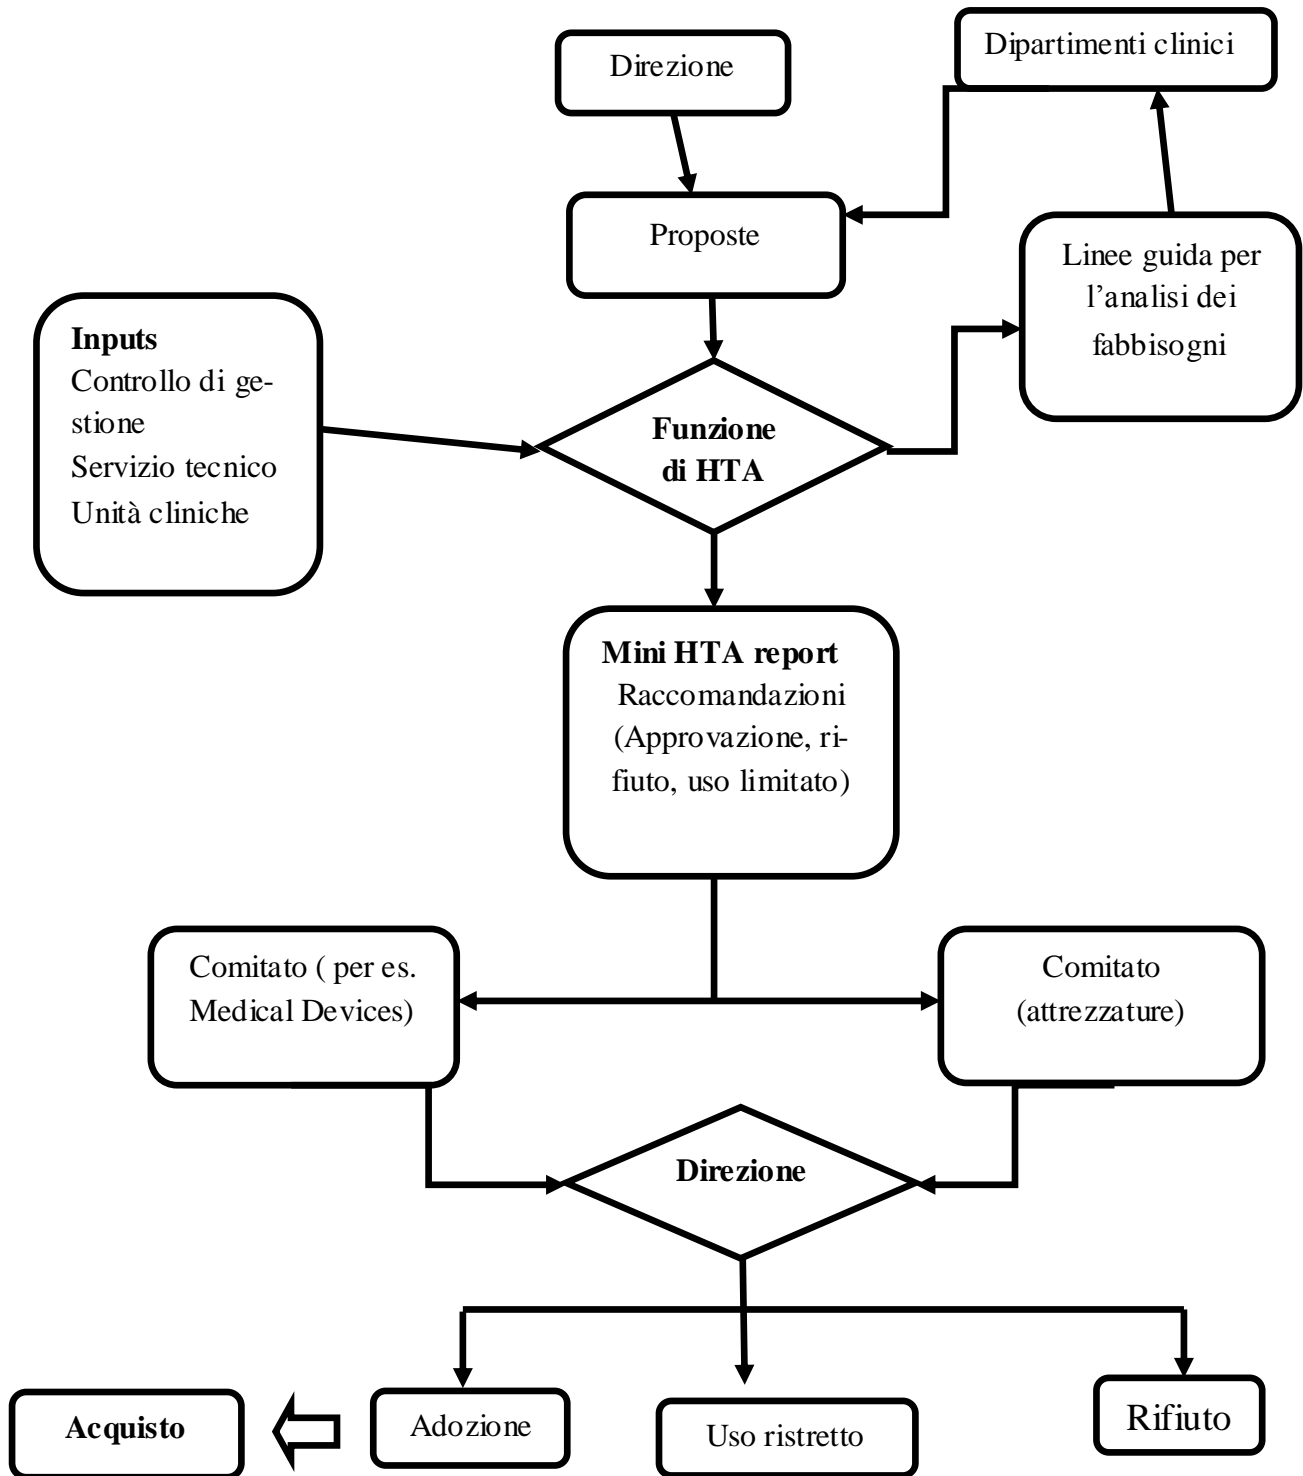 Dipartimenti clinici
Direzione
Proposte
Linee guida per
l’analisi dei
fabbisogni
Inputs
Controllo di ge-
stione
Servizio tecnico
Unità cliniche
Funzione
di HTA
Mini HTA report
Raccomandazioni
(Approvazione, ri-
fiuto, uso limitato)
Comitato ( per es.
Medical Devices)
Comitato
(attrezzature)
Direzione
Acquisto
Adozione
Uso ristretto
Rifiuto